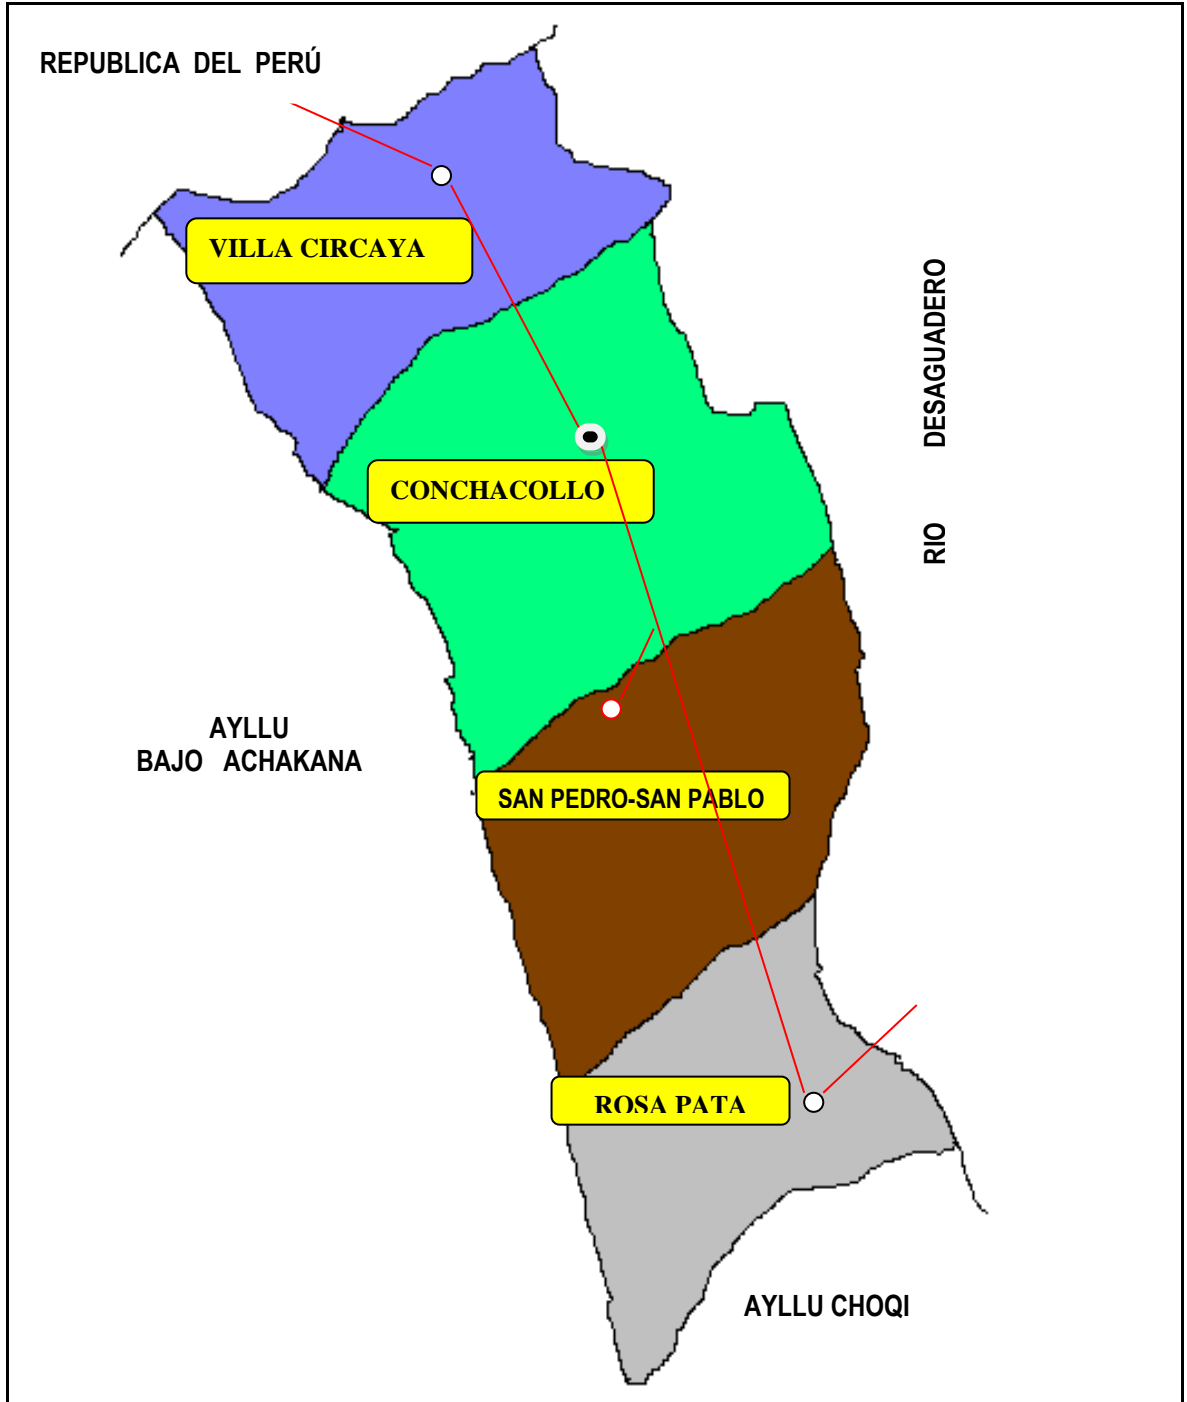 REPUBLICA DEL PERÚ
VILLA CIRCAYA
RIO DESAGUADERO
CONCHACOLLO
AYLLU
BAJO ACHAKANA
SAN PEDRO-SAN PABLO
ROSA PATA
AYLLU CHOQI